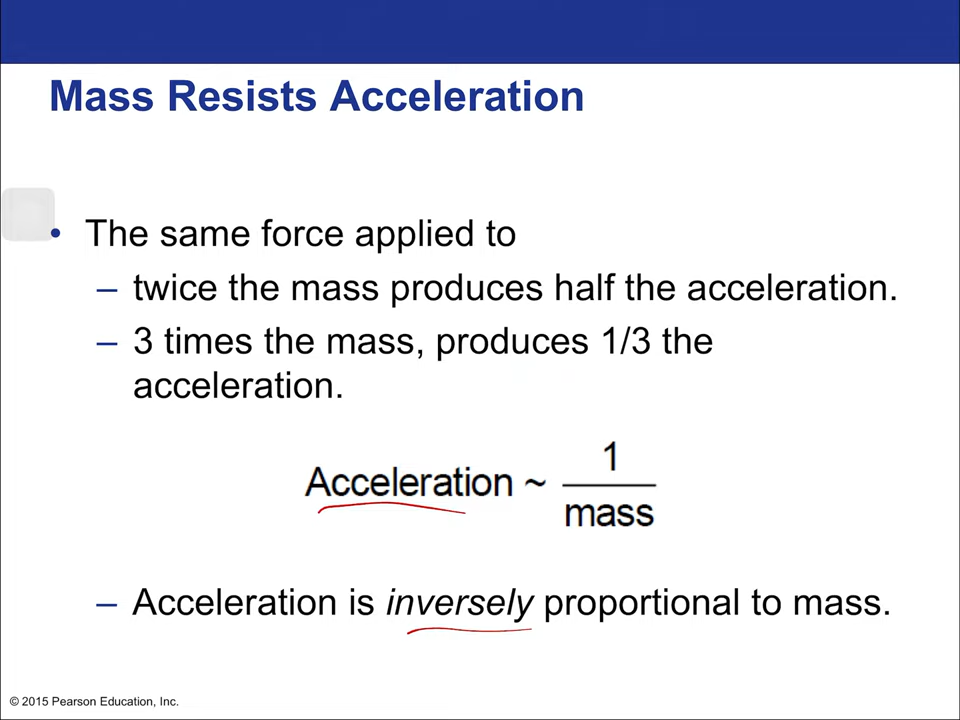 Mass Resists Acceleration
• The same force applied to
– twice the mass produces half the acceleration.
– 3 times the mass, produces 1/3 the
acceleration.
Acceleration ~ 1
mass
– Acceleration is inversely proportional to mass.
© 2015 Pearson Education, Inc.